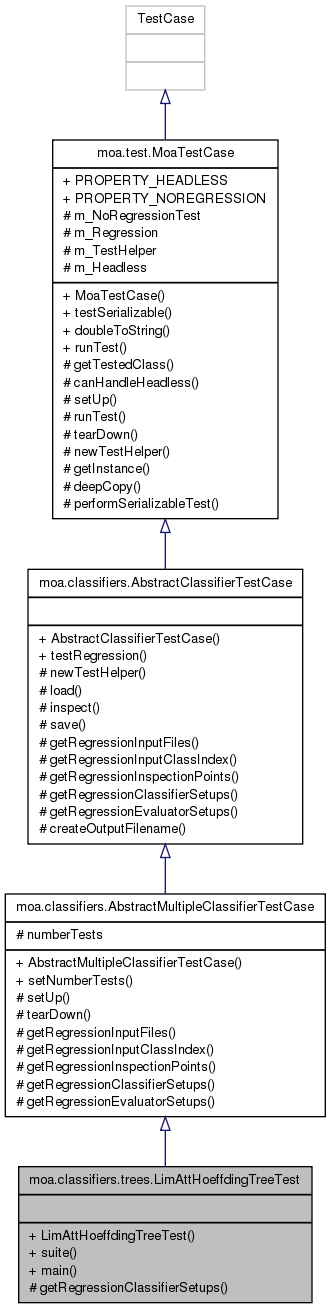 TestCase
moa.test.MoaTestCase
+ PROPERTY_HEADLESS
+ PROPERTY_NOREGRESSION
# m_NoRegressionTest
# m_Regression
# m_TestHelper
# m_Headless
+ MoaTestCase()
+ testSerializable()
+ doubleToString()
+ runTest()
# getTestedClass()
# canHandleHeadless()
# setUp()
# runTest()
# tearDown()
# newTestHelper()
# getInstance()
# deepCopy()
# performSerializableTest()
moa.classifiers.AbstractClassifierTestCase
+ AbstractClassifierTestCase()
+ testRegression()
# newTestHelper()
# load()
# inspect()
# save()
# getRegressionInputFiles()
# getRegressionInputClassIndex()
# getRegressionInspectionPoints()
# getRegressionClassifierSetups()
# getRegressionEvaluatorSetups()
# createOutputFilename()
moa.classifiers.AbstractMultipleClassifierTestCase
# numberTests
+ AbstractMultipleClassifierTestCase()
+ setNumberTests()
# setUp()
# tearDown()
# getRegressionInputFiles()
# getRegressionInputClassIndex()
# getRegressionInspectionPoints()
# getRegressionClassifierSetups()
# getRegressionEvaluatorSetups()
moa.classifiers.trees.LimAttHoeffdingTreeTest
+ LimAttHoeffdingTreeTest()
+ suite()
+ main()
# getRegressionClassifierSetups()